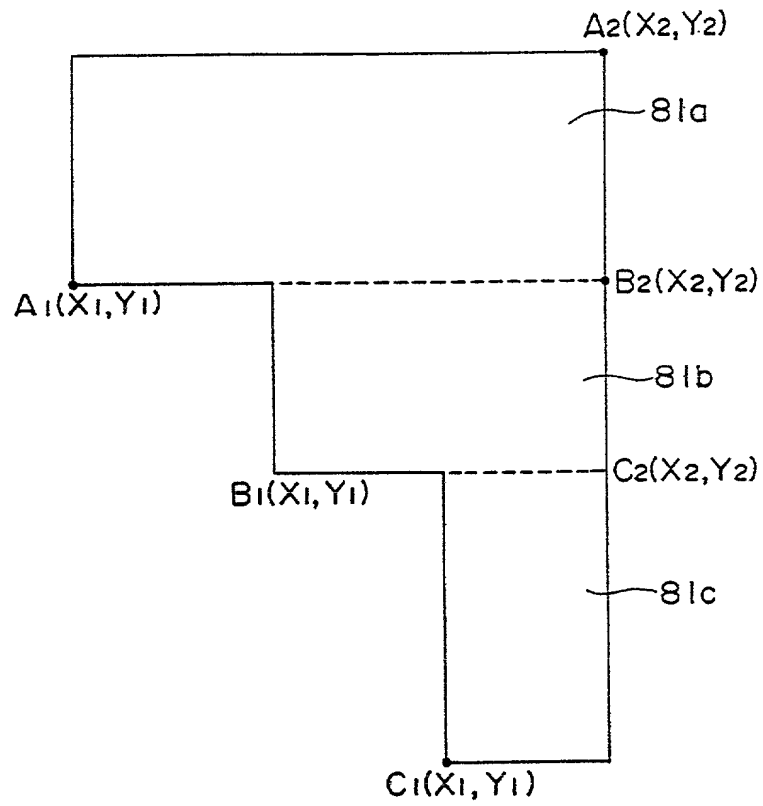 A2(X2,Y2)
81a
A1(X1,Y1)
B2(X2,Y2)
81b
C2(X2,Y2)
B1(X1,Y1)
81c
C1(X1,Y1)